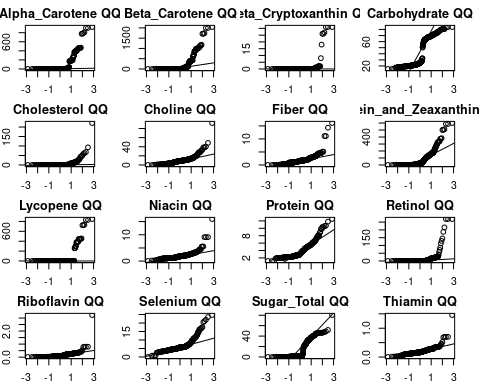 Alpha_Carotene QQ
600
0
-3 -1 1 3
Beta_Carotene QQ
1500
0
-3 -1 1 3
eta_Cryptoxanthin Q
30
15
0
-3 -1 1 3
Carbohydrate QQ
60
20
-3 -1 1 3
Cholesterol QQ
150
0
-3 -1 1 3
Choline QQ
40
0
-3 -1 1 3
Fiber QQ
10
0
-3 -1 1 3
ein_and_Zeaxanthin
400
0
-3 -1 1 3
Lycopene QQ
600
0
-3 -1 1 3
Niacin QQ
10
0
-3 -1 1 3
Protein QQ
8
2
-3 -1 1 3
Retinol QQ
150
0
-3 -1 1 3
Riboflavin QQ
2.0
0.0
-3 -1 1 3
Selenium QQ
15
0
-3 -1 1 3
Sugar_Total QQ
40
0
-3 -1 1 3
Thiamin QQ
1.0
0.0
-3 -1 1 3